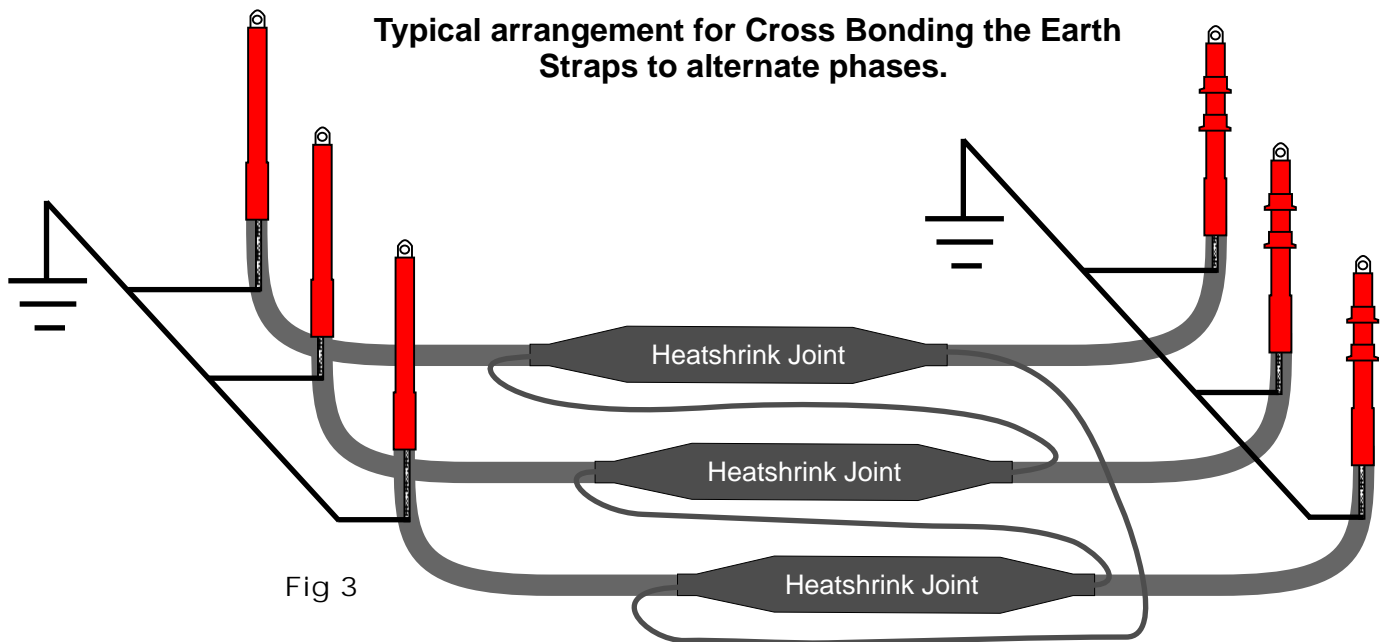 Typical arrangement for Cross Bonding the Earth
Straps to alternate phases.
Heatshrink Joint
Heatshrink Joint
Heatshrink Joint
Fig 3